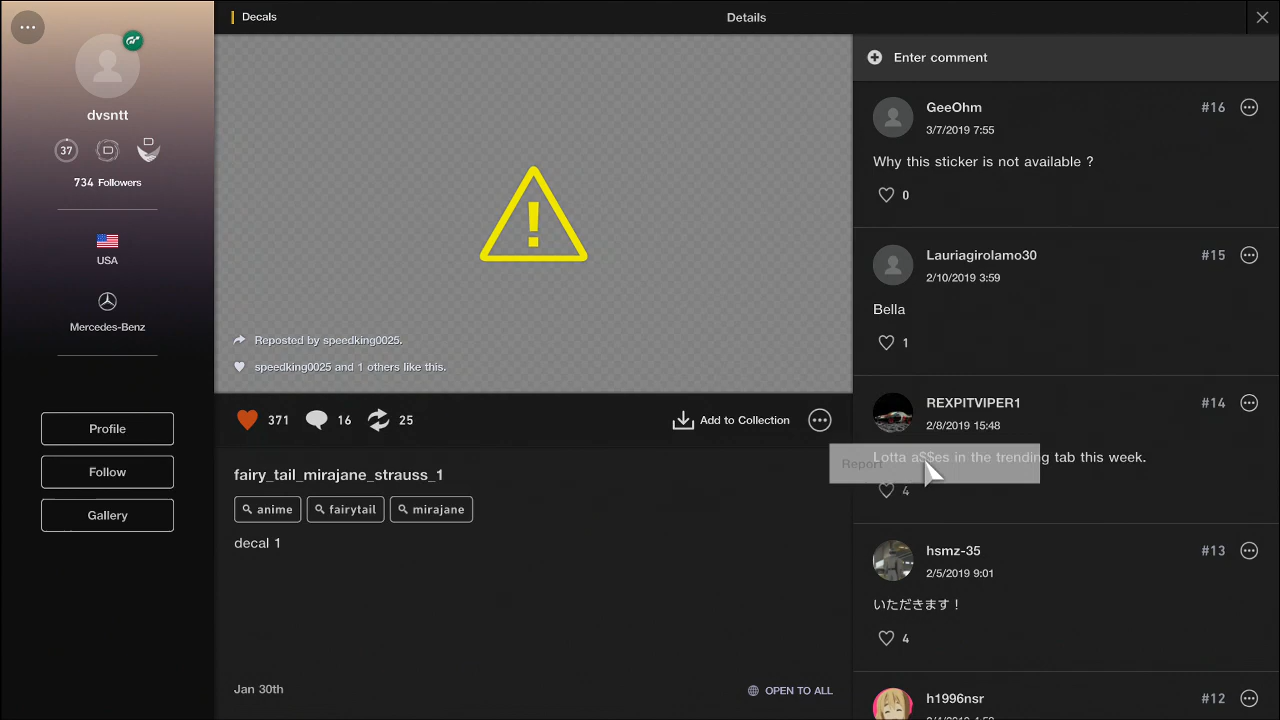 Decals
Details
dvsntt
37
734 Followers
USA
Mercedes-Benz
Profile
Follow
Gallery
Reposted by speedking0025.
speedking0025 and 1 others like this.
371
16
25
Add to Collection
fairy_tail_mirajane_strauss_1
anime
fairytail
mirajane
decal 1
Jan 30th
OPEN TO ALL
Enter comment
GeeOhm
#16
3/7/2019 7:55
Why this sticker is not available ?
0
Lauriagirolamo30
#15
2/10/2019 3:59
Bella
1
REXPITVIPER1
#14
2/8/2019 15:48
Lotta a$$es in the trending tab this week.
Report
4
hsmz-35
#13
2/5/2019 9:01
いただきます！
4
h1996nsr
#12